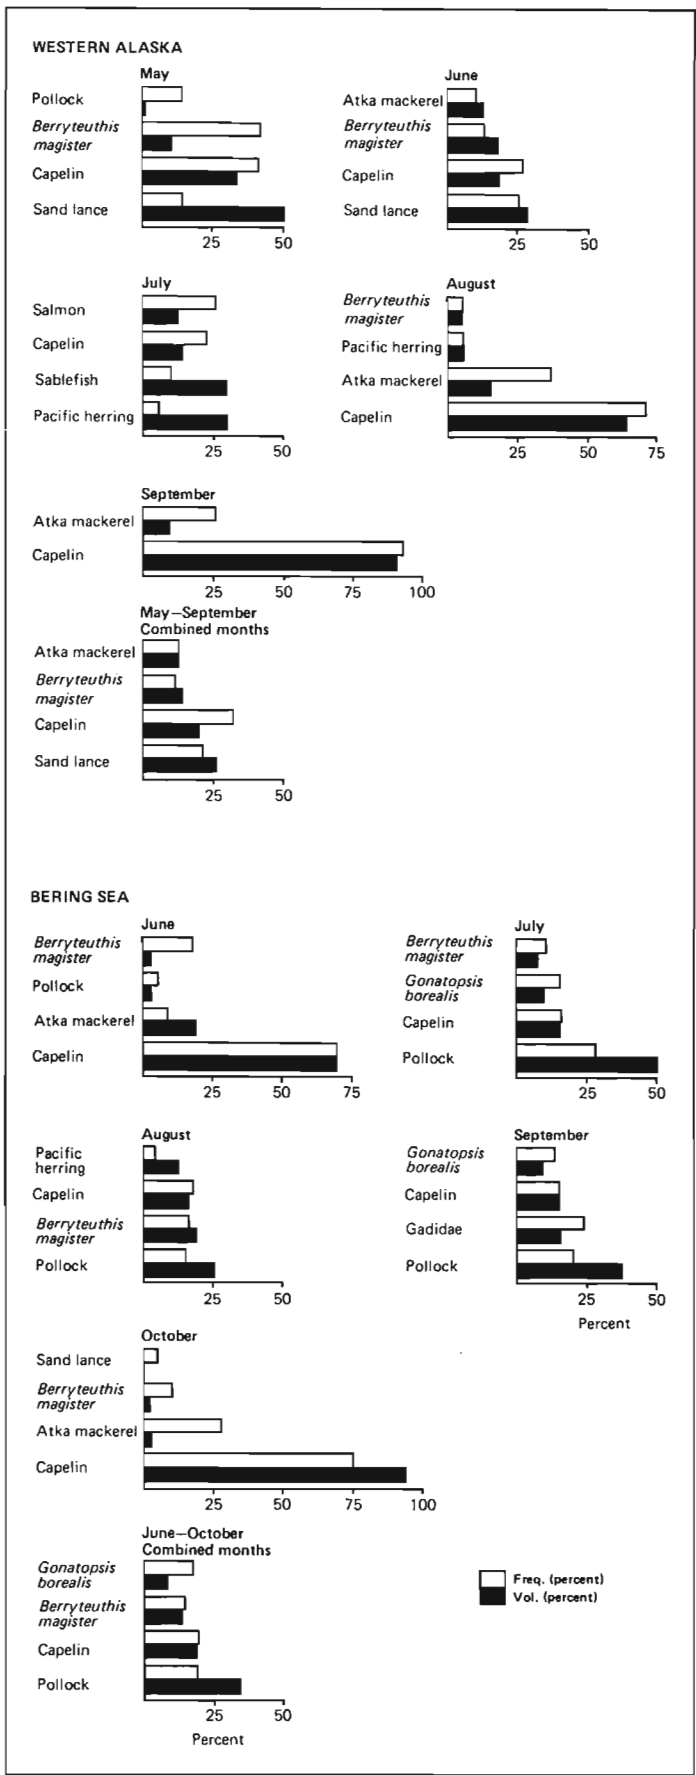 WESTERN ALASKA
May
Pollock
Berryteuthis
magister
Capelin
Sand lance
25 50
June
Atka mackerel
Berryteuthis
magister
Capelin
Sand lance
25 50
July
Salmon
Capelin
Sablefish
Pacific herring
25 50
August
Berryteuthis
magister
Pacific herring
Atka mackerel
Capelin
25 50 75
September
Atka mackerel
Capelin
25 50 75 100
May–September
Combined months
Atka mackerel
Berryteuthis
magister
Capelin
Sand lance
25 50
BERING SEA
June
Berryteuthis
magister
Pollock
Atka mackerel
Capelin
25 50 75
July
Berryteuthis
magister
Gonatopsis
borealis
Capelin
Pollock
25 50
August
Pacific
herring
Capelin
Berryteuthis
magister
Pollock
25 50
September
Gonatopsis
borealis
Capelin
Gadidae
Pollock
25 50
Percent
October
Sand lance
Berryteuthis
magister
Atka mackerel
Capelin
25 50 75 100
June–October
Combined months
Gonatopsis
borealis
Berryteuthis
magister
Capelin
Pollock
25 50
Percent
Freq. (percent)
Vol. (percent)